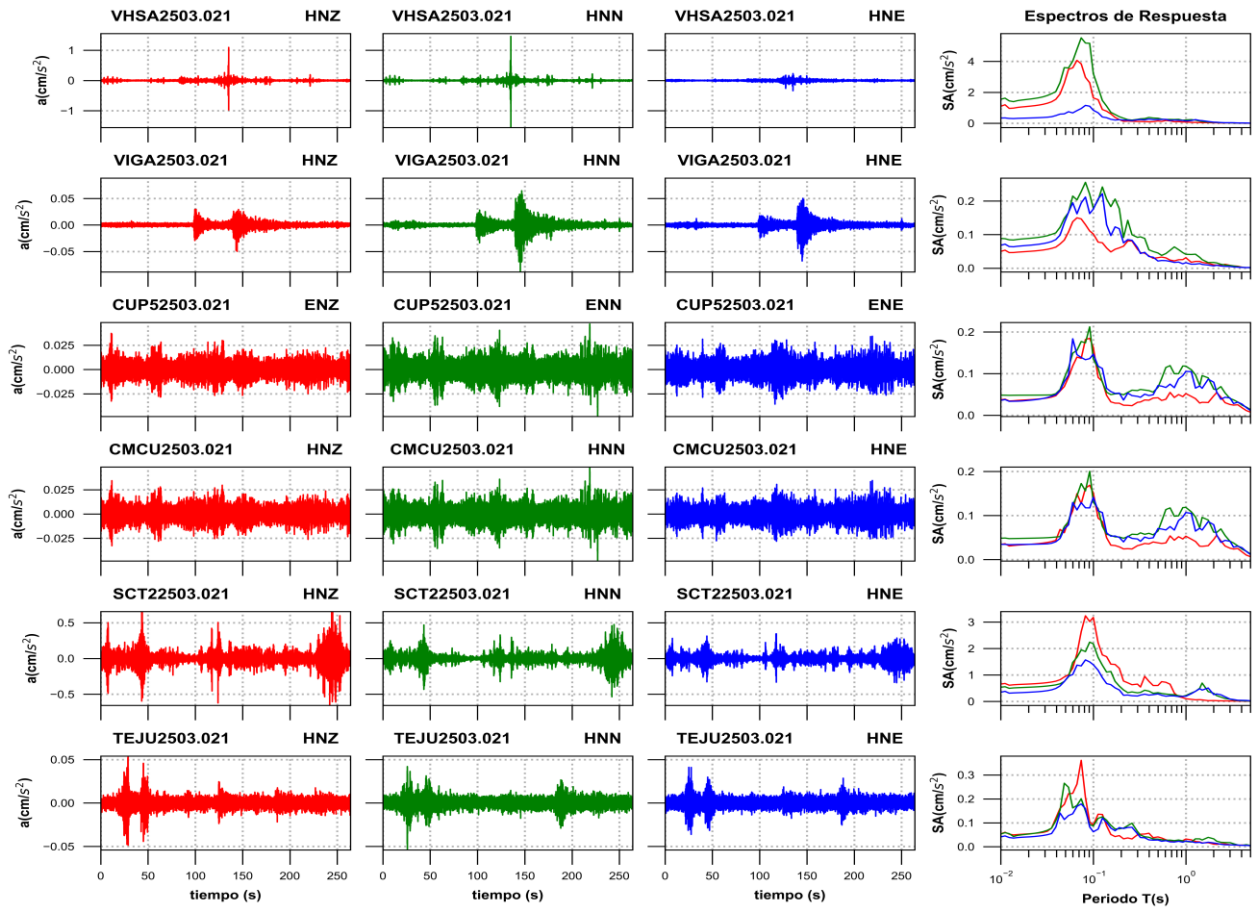 VHSA2503.021 HNZ VHSA2503.021 HNN VHSA2503.021 HNE Espectros de Respuesta
a(cm/s²)
1
0
−1
SA(cm/s²)
4
2
0
VIGA2503.021 HNZ VIGA2503.021 HNN VIGA2503.021 HNE
a(cm/s²)
0.05
0.00
−0.05
SA(cm/s²)
0.2
0.1
0.0
CUP52503.021 ENZ CUP52503.021 ENN CUP52503.021 ENE
a(cm/s²)
0.025
0.000
−0.025
SA(cm/s²)
0.2
0.1
0.0
CMCU2503.021 HNZ CMCU2503.021 HNN CMCU2503.021 HNE
a(cm/s²)
0.025
0.000
−0.025
SA(cm/s²)
0.2
0.1
0.0
SCT22503.021 HNZ SCT22503.021 HNN SCT22503.021 HNE
a(cm/s²)
0.5
0.0
−0.5
SA(cm/s²)
3
2
1
0
TEJU2503.021 HNZ TEJU2503.021 HNN TEJU2503.021 HNE
a(cm/s²)
0.05
0.00
−0.05
SA(cm/s²)
0.3
0.2
0.1
0.0
0 50 100 150 200 250 0 50 100 150 200 250 0 50 100 150 200 250 10⁻² 10⁻¹ 10⁰
tiempo (s) tiempo (s) tiempo (s) Periodo T(s)